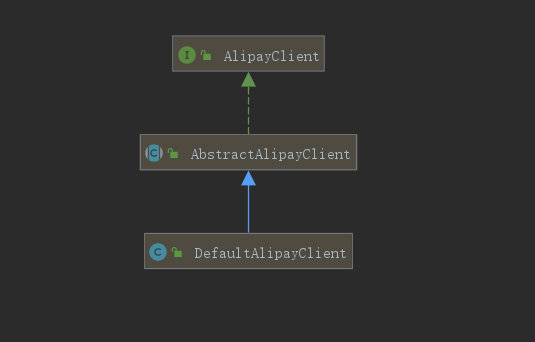 I AlipayClient
C AbstractAlipayClient
C DefaultAlipayClient